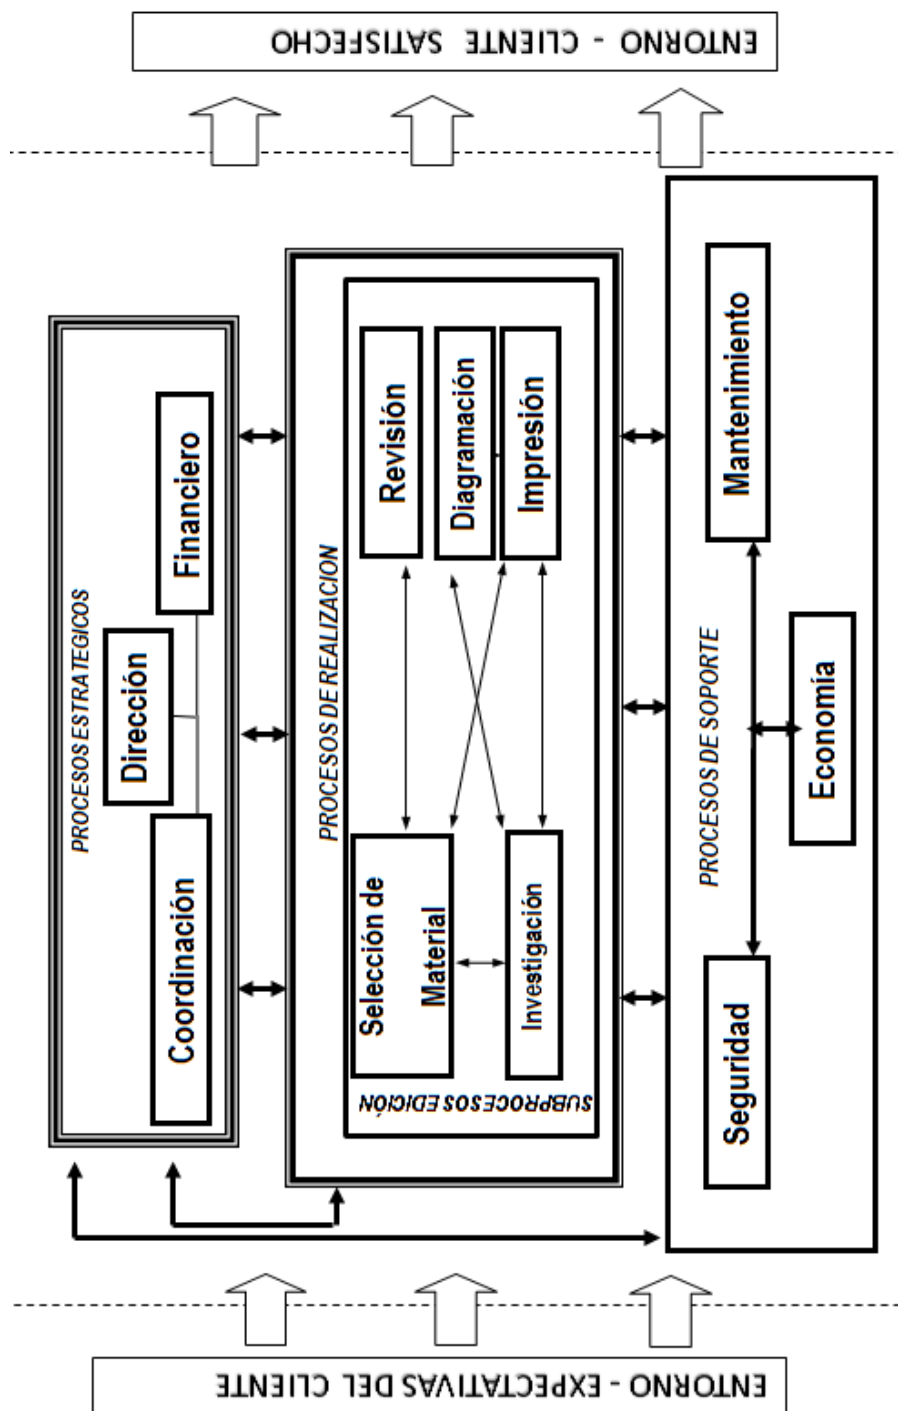 ENTORNO - CLIENTE SATISFECHO
PROCESOS ESTRATEGICOS
Dirección
Coordinación
Financiero
PROCESOS DE REALIZACION
SUBPROCESOS EDICIÓN
Selección de
Material
Investigación
Revisión
Diagramación
Impresión
PROCESOS DE SOPORTE
Seguridad
Mantenimiento
Economía
ENTORNO - EXPECTATIVAS DEL CLIENTE